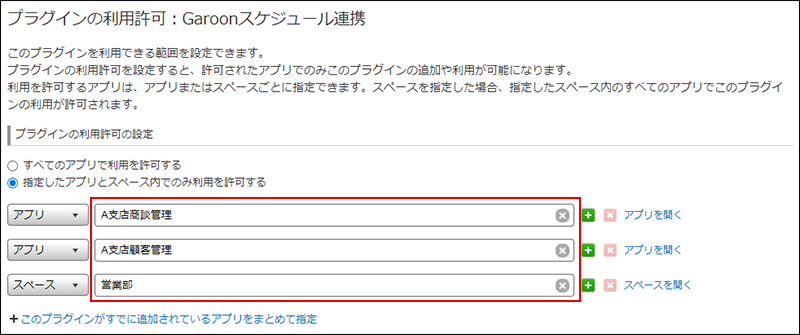 プラグインの利用許可：Garoonスケジュール連携
このプラグインを利用できる範囲を設定できます。
プラグインの利用許可を設定すると、許可されたアプリでのみこのプラグインの追加や利用が可能になります。
利用を許可するアプリは、アプリまたはスペースごとに指定できます。スペースを指定した場合、指定したスペース内のすべてのアプリでこのプラグイ
ンの利用が許可されます。
プラグインの利用許可の設定
すべてのアプリで利用を許可する
指定したアプリとスペース内でのみ利用を許可する
アプリ A支店商談管理 アプリを開く
アプリ A支店顧客管理 アプリを開く
スペース 営業部 スペースを開く
+このプラグインがすでに追加されているアプリをまとめて指定